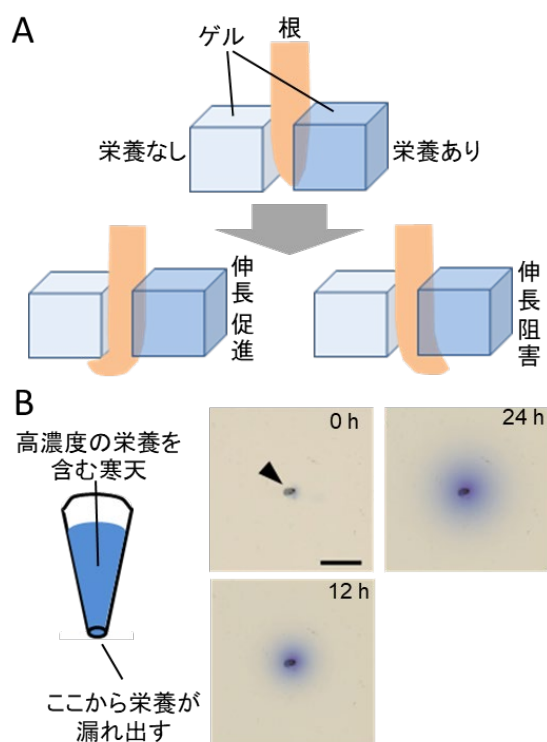 A
ゲル
根
栄養なし
栄養あり
伸長促進
伸長阻害
B
高濃度の栄養を
含む寒天
ここから栄養が
漏れ出す
0 h
24 h
12 h